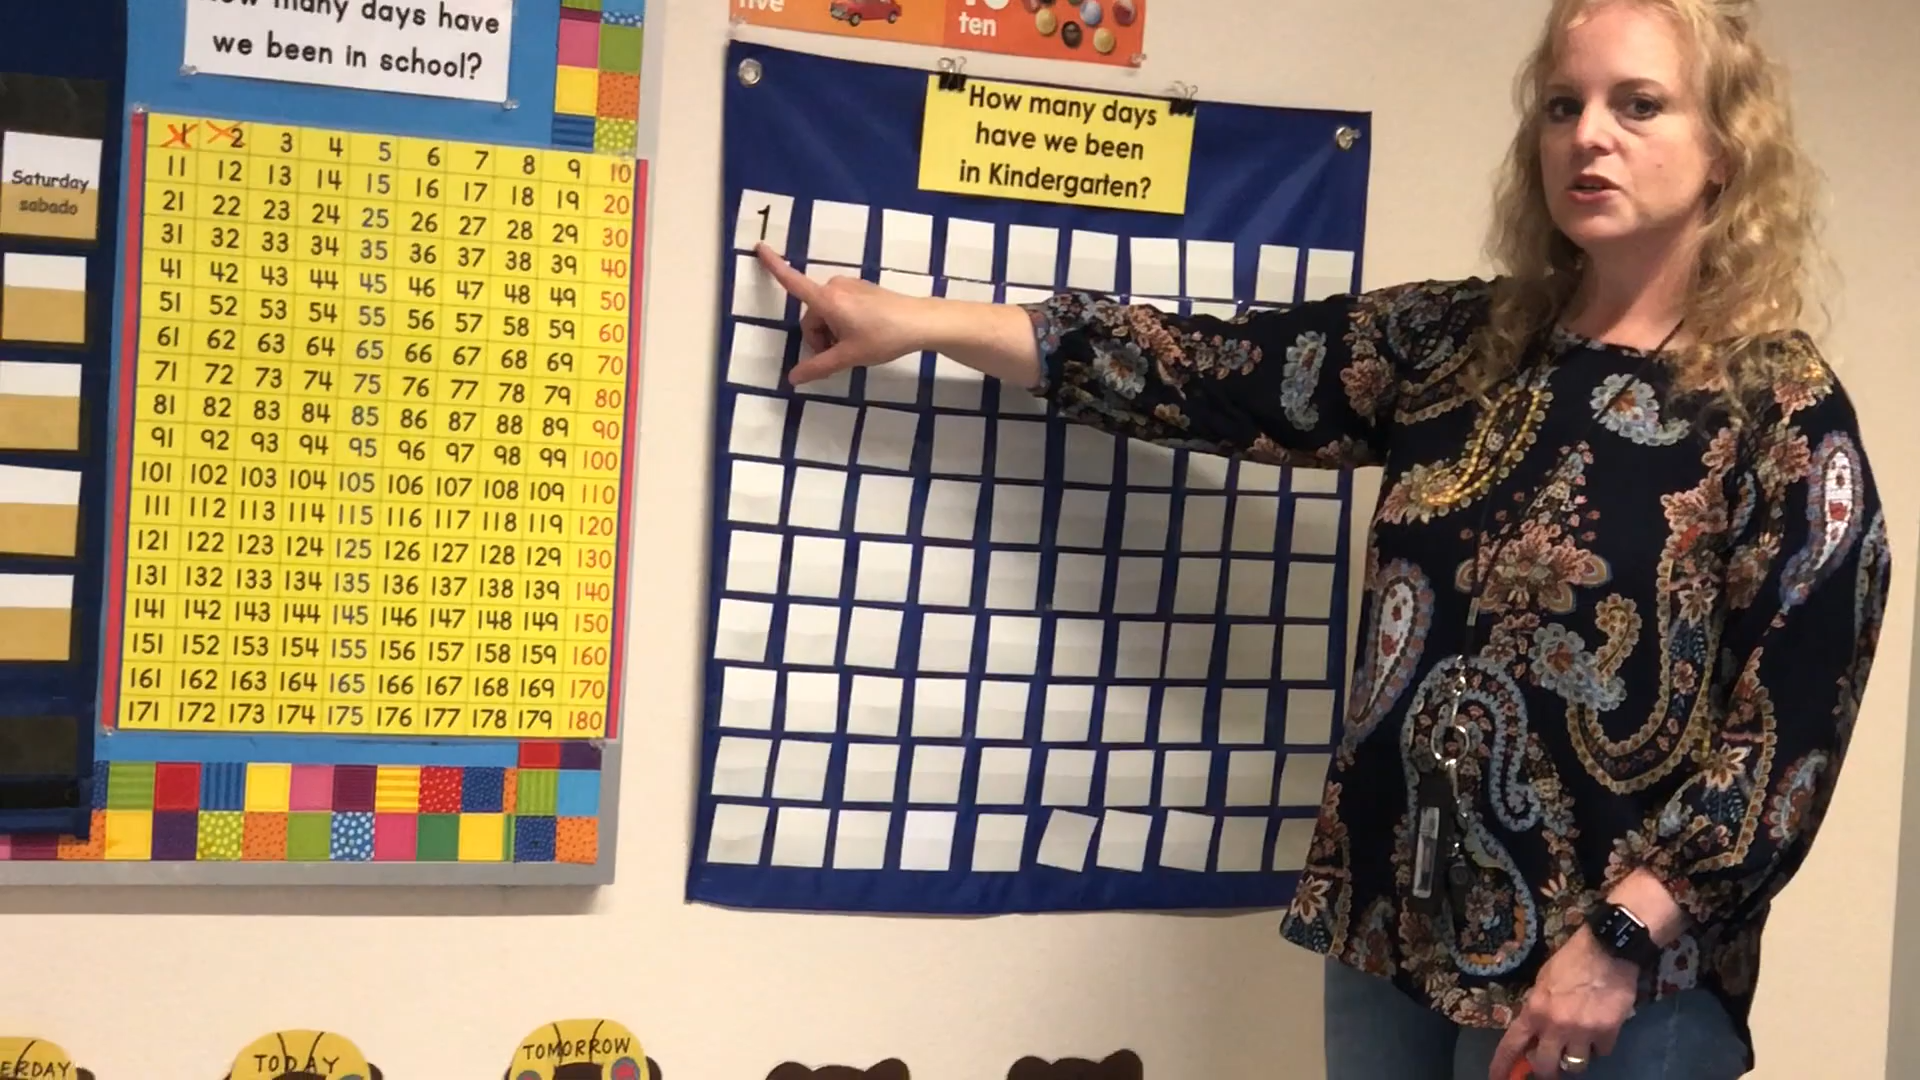 How many days have
we been in school?
five
ten
How many days
have we been
in Kindergarten?
Saturday
sabado
1 2 3 4 5 6 7 8 9 10
11 12 13 14 15 16 17 18 19 20
21 22 23 24 25 26 27 28 29 30
31 32 33 34 35 36 37 38 39 40
41 42 43 44 45 46 47 48 49 50
51 52 53 54 55 56 57 58 59 60
61 62 63 64 65 66 67 68 69 70
71 72 73 74 75 76 77 78 79 80
81 82 83 84 85 86 87 88 89 90
91 92 93 94 95 96 97 98 99 100
101 102 103 104 105 106 107 108 109 110
111 112 113 114 115 116 117 118 119 120
121 122 123 124 125 126 127 128 129 130
131 132 133 134 135 136 137 138 139 140
141 142 143 144 145 146 147 148 149 150
151 152 153 154 155 156 157 158 159 160
161 162 163 164 165 166 167 168 169 170
171 172 173 174 175 176 177 178 179 180
1
ERDAY
TODAY
TOMORROW